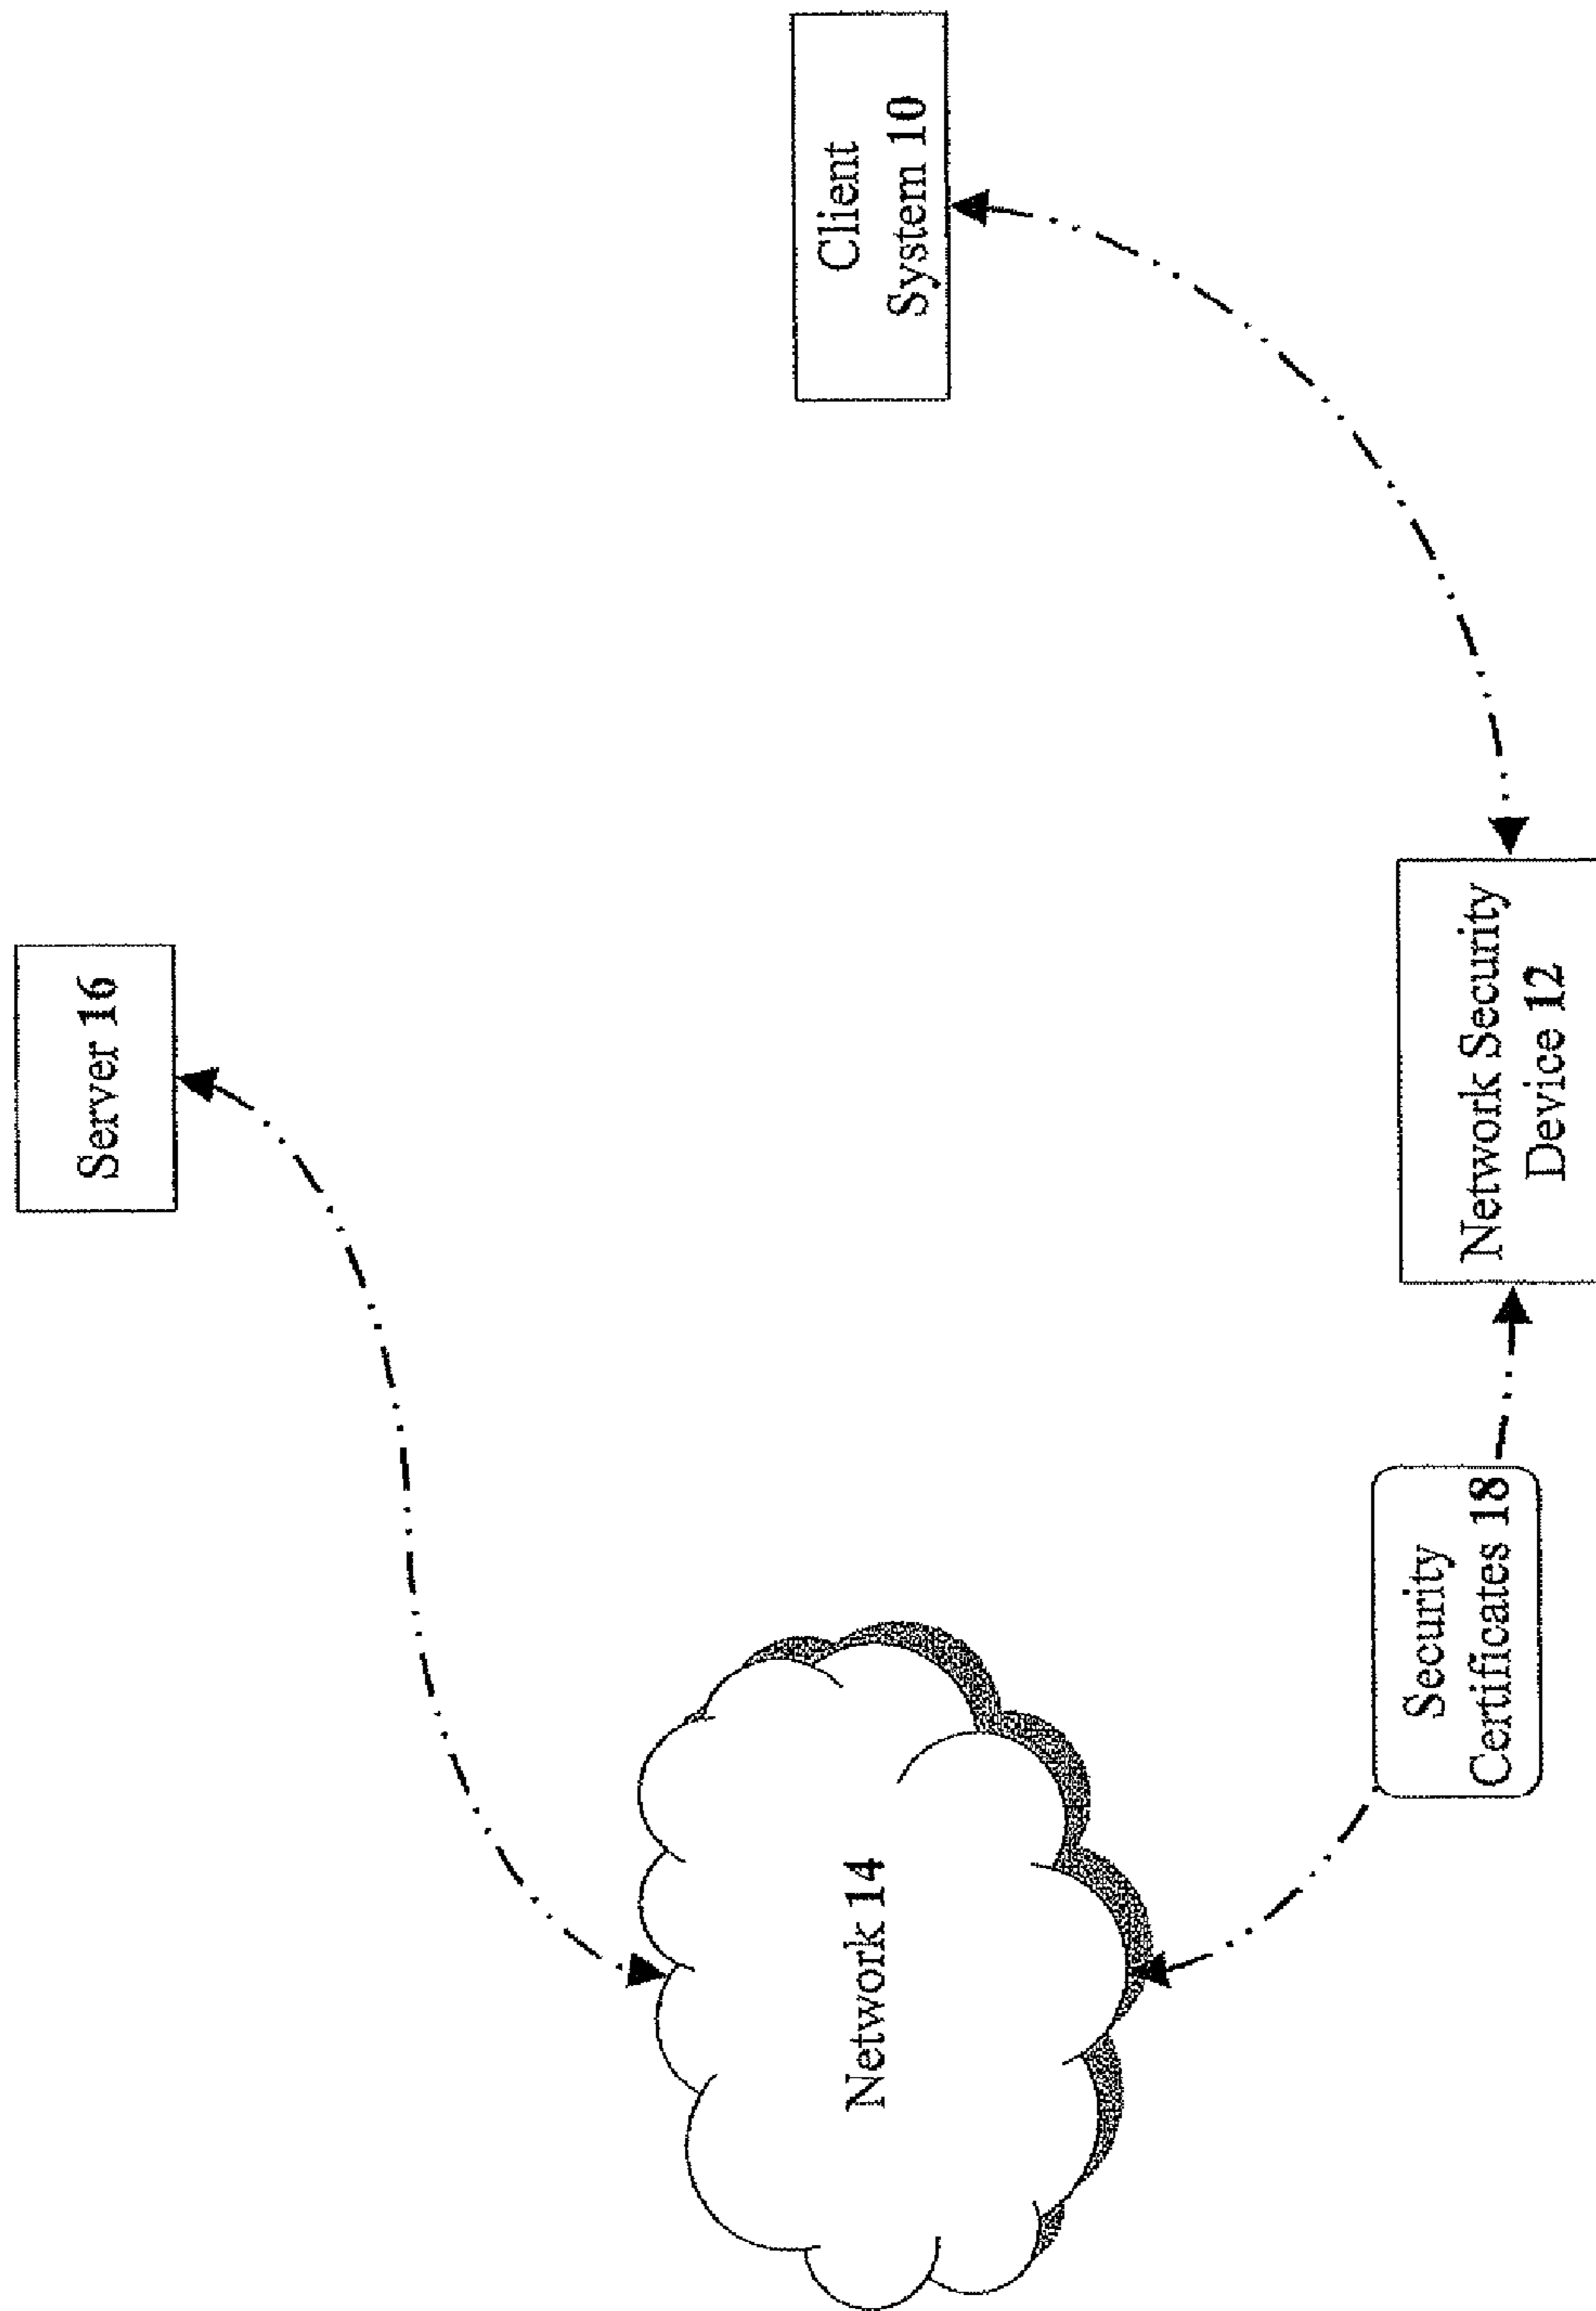 Server 16
Client
System 10
Network 14
Security
Certificates 18
Network Security
Device 12